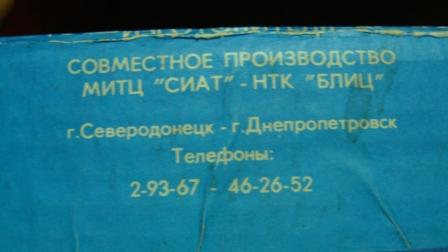 СОВМЕСТНОЕ ПРОИЗВОДСТВО
МИТЦ "СИАТ" - НТК "БЛИЦ"
г.Северодонецк - г.Днепропетровск
Телефоны:
2-93-67 - 46-26-52